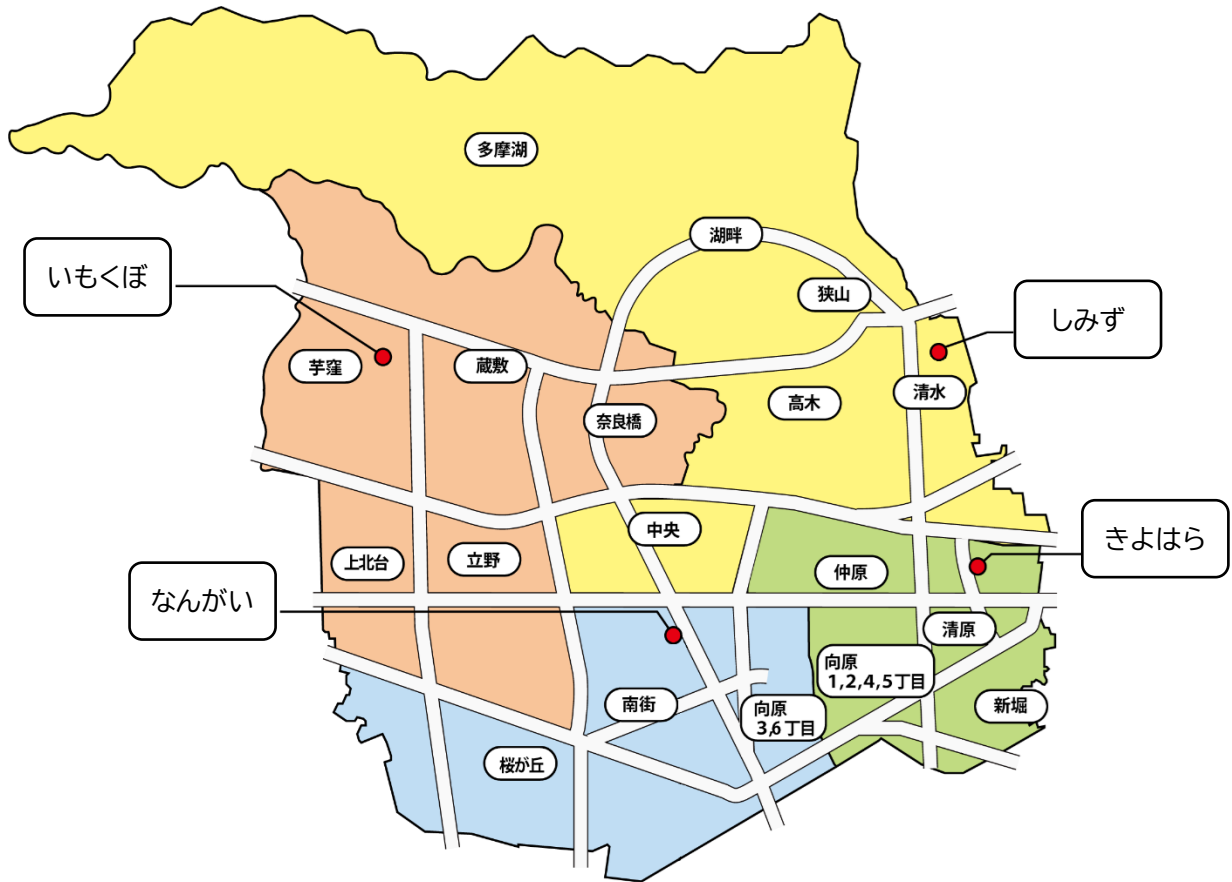 多摩湖
湖畔
いもくぼ
狭山
しみず
芋窪
蔵敷
清水
高木
奈良橋
きよはら
中央
上北台
立野
仲原
なんがい
清原
向原
1,2,4,5丁目
南街
向原
3,6丁目
新堀
桜が丘